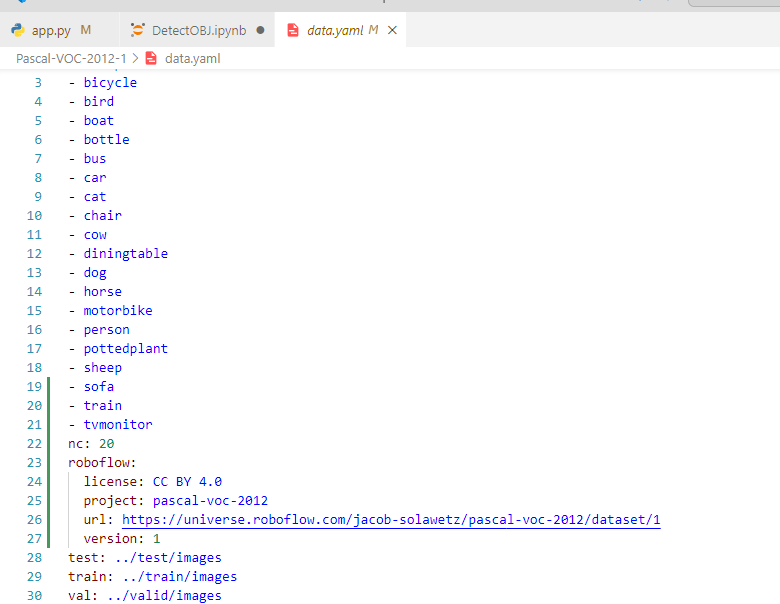 app.py M DetectOBJ.ipynb data.yaml M
Pascal-VOC-2012-1 > data.yaml
3 - bicycle
4 - bird
5 - boat
6 - bottle
7 - bus
8 - car
9 - cat
10 - chair
11 - cow
12 - diningtable
13 - dog
14 - horse
15 - motorbike
16 - person
17 - pottedplant
18 - sheep
19 - sofa
20 - train
21 - tvmonitor
22 nc: 20
23 roboflow:
24 license: CC BY 4.0
25 project: pascal-voc-2012
26 url: https://universe.roboflow.com/jacob-solawetz/pascal-voc-2012/dataset/1
27 version: 1
28 test: ../test/images
29 train: ../train/images
30 val: ../valid/images